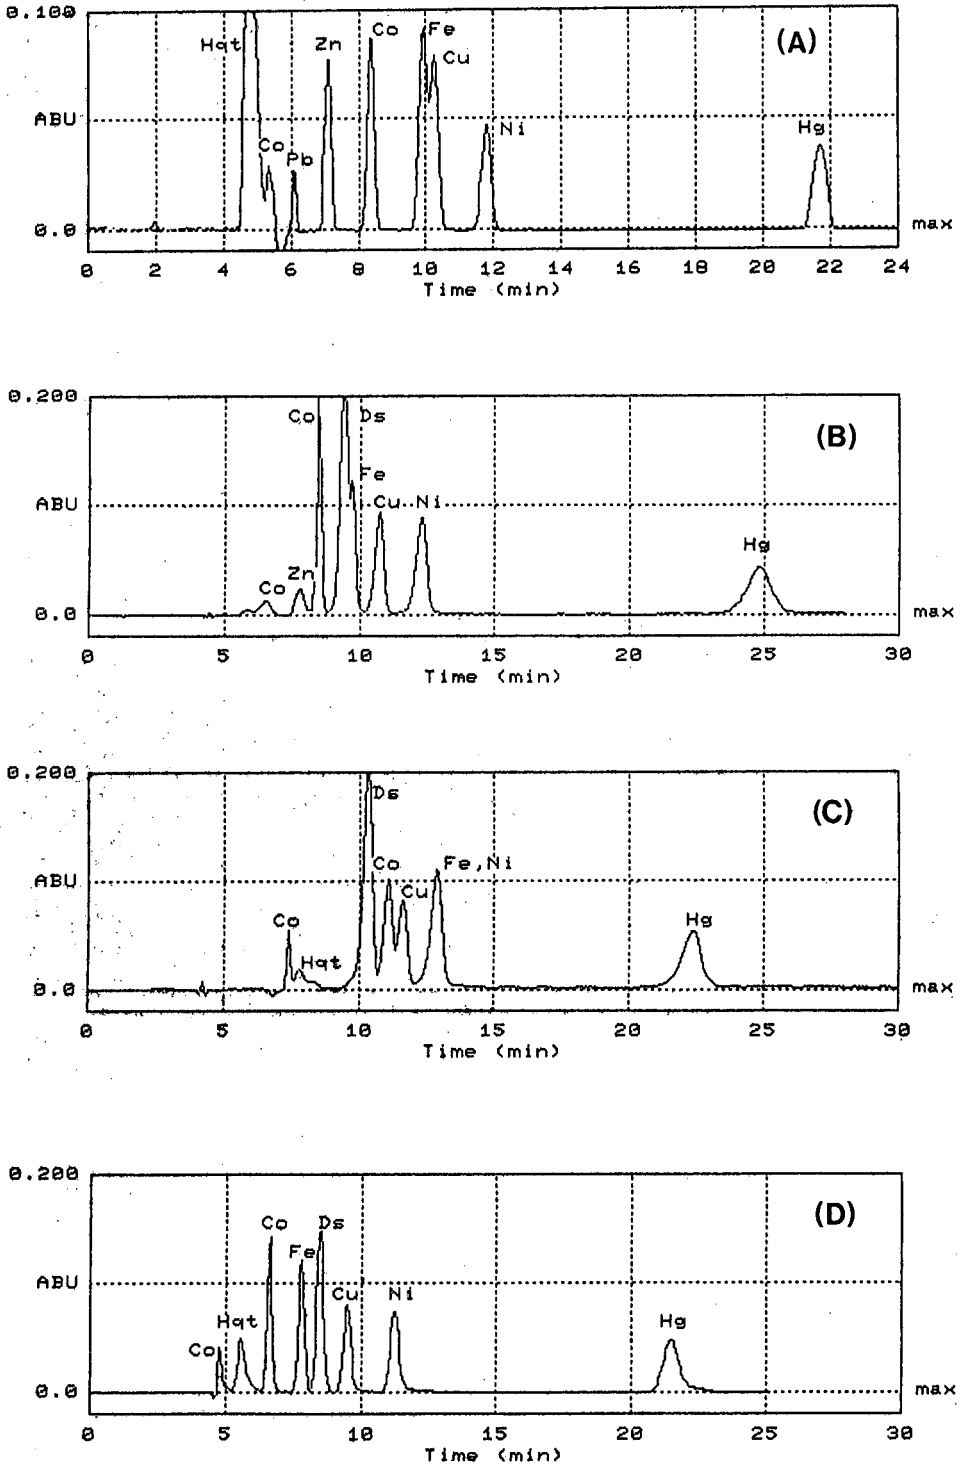 0.100
Hqt
Zn
Co
Fe
Cu
(A)
ABU
Co
Pb
Ni
Hg
0.0
max
0 2 4 6 8 10 12 14 16 18 20 22 24
Time (min)
0.200
Co
Ds
(B)
Fe
ABU
Cu
Ni
Hg
Zn
Co
0.0
max
0 5 10 15 20 25 30
Time (min)
0.200
Ds
(C)
Co
Fe,Ni
ABU
Cu
Co
Hg
Hqt
0.0
max
0 5 10 15 20 25 30
Time (min)
0.200
Co
Ds
(D)
Fe
ABU
Cu
Ni
Hqt
Hg
Co
0.0
max
0 5 10 15 20 25 30
Time (min)